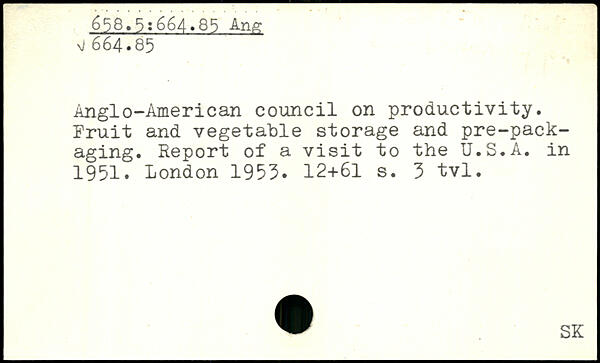 658.5:664.85 Ang
√ 664.85
Anglo-American council on productivity.
Fruit and vegetable storage and pre-pack-
aging. Report of a visit to the U.S.A. in
1951. London 1953. 12+61 s. 3 tvl.
SK